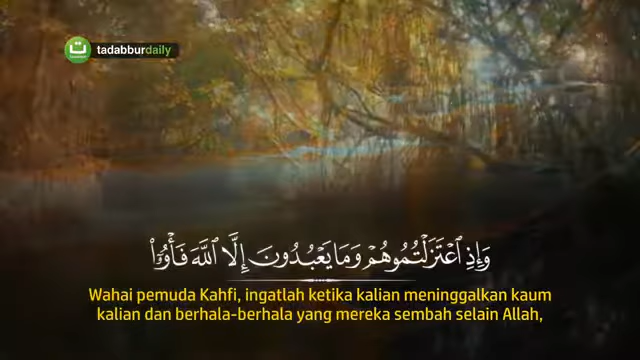 tadabburdaily
وَإِذِ ٱعْتَزَلْتُمُوهُمْ وَمَا يَعْبُدُونَ إِلَّا ٱللَّهَ فَأْوُۥٓا۟
Wahai pemuda Kahfi, ingatlah ketika kalian meninggalkan kaum
kalian dan berhala-berhala yang mereka sembah selain Allah,